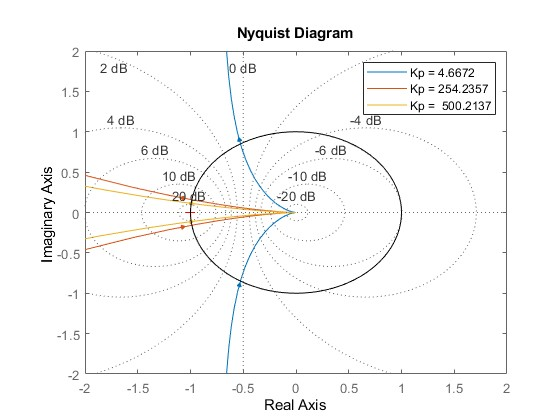 Nyquist Diagram
2 dB
0 dB
Kp = 4.6672
Kp = 254.2357
Kp =  500.2137
4 dB
-4 dB
6 dB
-6 dB
10 dB
-10 dB
20 dB
-20 dB
2
1.5
1
0.5
0
-0.5
-1
-1.5
-2
Imaginary Axis
-2
-1.5
-1
-0.5
0
0.5
1
1.5
2
Real Axis